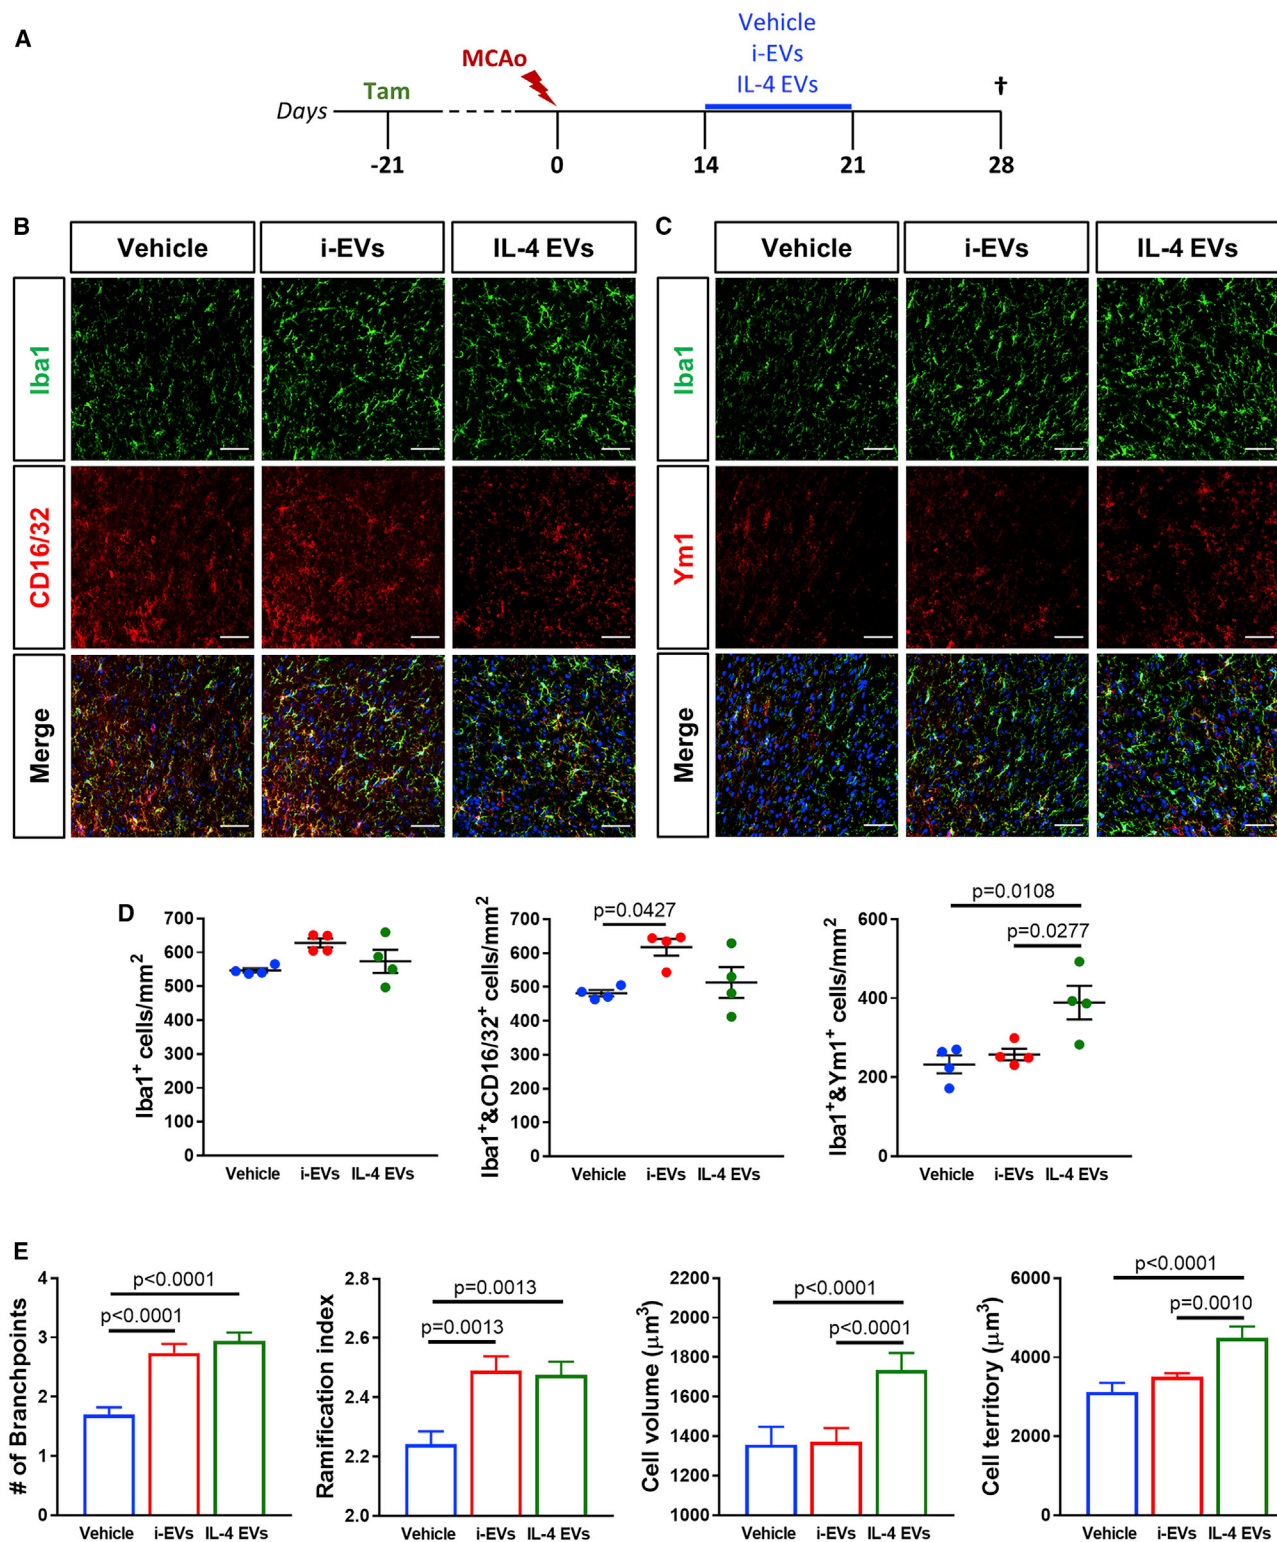 A
Vehicle
i-EVs
IL-4 EVs
MCAo
Tam
†
Days
-21
0
14
21
28
B
Vehicle
i-EVs
IL-4 EVs
Iba1
CD16/32
Merge
C
Vehicle
i-EVs
IL-4 EVs
Iba1
Ym1
Merge
D
Iba1⁺ cells/mm²
700
600
500
400
300
200
100
0
Vehicle
i-EVs
IL-4 EVs
Iba1⁺&CD16/32⁺ cells/mm²
700
600
500
400
300
200
100
0
p=0.0427
Vehicle
i-EVs
IL-4 EVs
Iba1⁺&Ym1⁺ cells/mm²
600
400
200
0
p=0.0108
p=0.0277
Vehicle
i-EVs
IL-4 EVs
E
# of Branchpoints
4
3
2
1
0
p<0.0001
p<0.0001
Vehicle
i-EVs
IL-4 EVs
Ramification index
2.8
2.6
2.4
2.2
2.0
p=0.0013
p=0.0013
Vehicle
i-EVs
IL-4 EVs
Cell volume (µm³)
2200
2000
1800
1600
1400
1200
1000
p<0.0001
p<0.0001
Vehicle
i-EVs
IL-4 EVs
Cell territory (µm³)
6000
4000
2000
0
p<0.0001
p=0.0010
Vehicle
i-EVs
IL-4 EVs